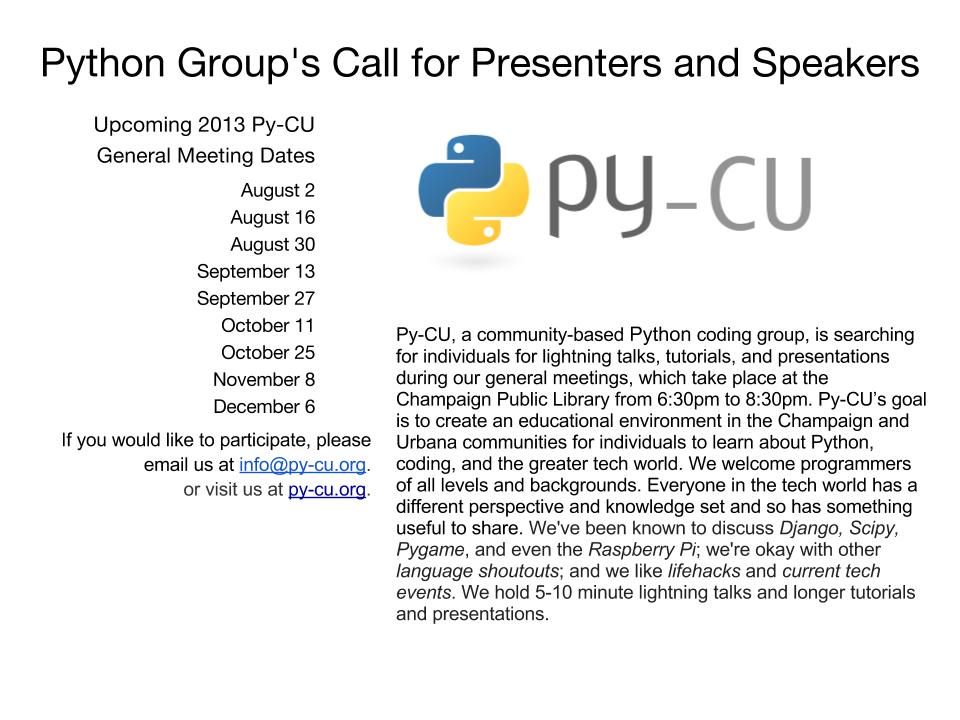 Python Group's Call for Presenters and Speakers
Upcoming 2013 Py-CU
General Meeting Dates
August 2
August 16
August 30
September 13
September 27
October 11
October 25
November 8
December 6
If you would like to participate, please
email us at info@py-cu.org.
or visit us at py-cu.org.
py-CU
Py-CU, a community-based Python coding group, is searching
for individuals for lightning talks, tutorials, and presentations
during our general meetings, which take place at the
Champaign Public Library from 6:30pm to 8:30pm. Py-CU’s goal
is to create an educational environment in the Champaign and
Urbana communities for individuals to learn about Python,
coding, and the greater tech world. We welcome programmers
of all levels and backgrounds. Everyone in the tech world has a
different perspective and knowledge set and so has something
useful to share. We've been known to discuss Django, Scipy,
Pygame, and even the Raspberry Pi; we're okay with other
language shoutouts; and we like lifehacks and current tech
events. We hold 5-10 minute lightning talks and longer tutorials
and presentations.